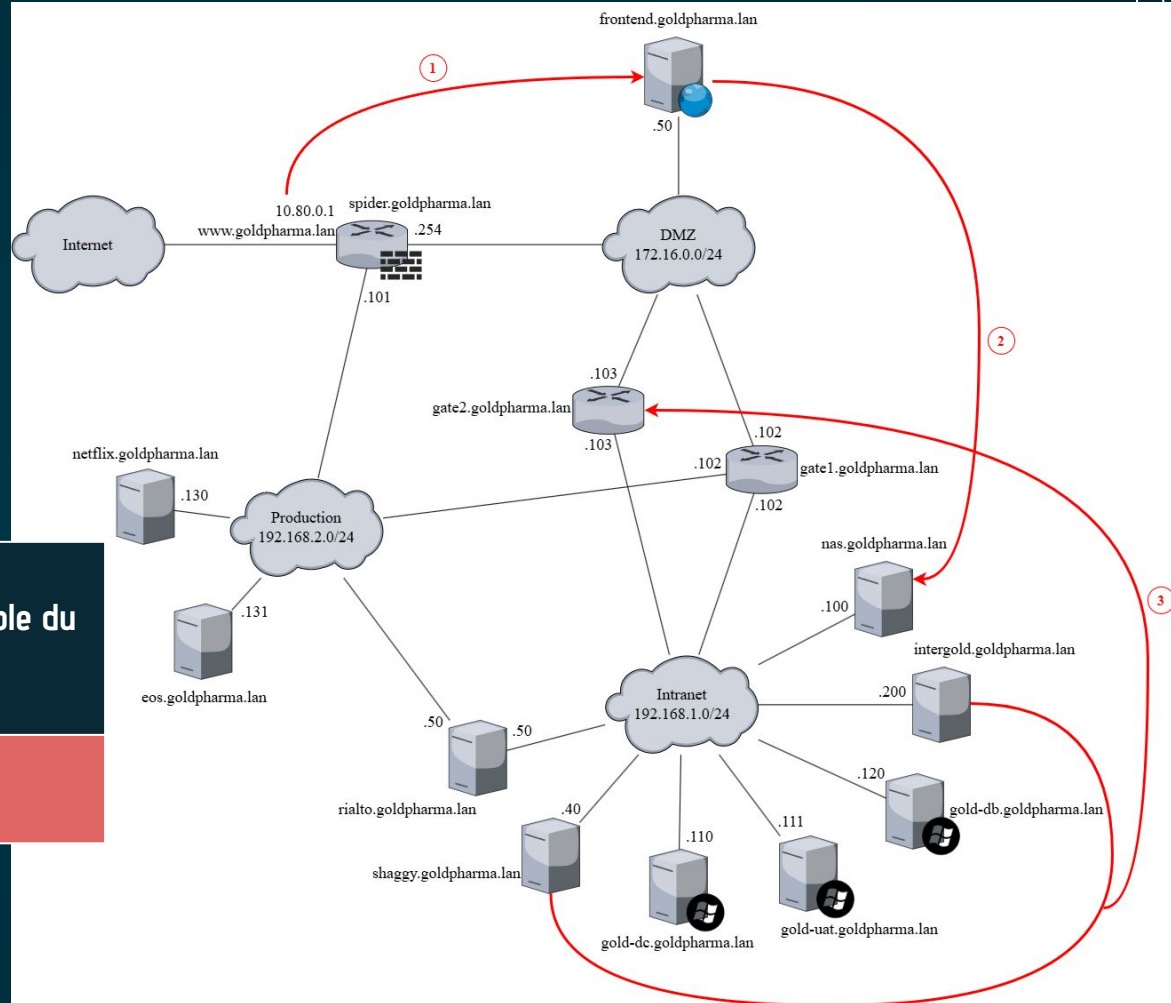 frontend.goldpharma.lan
1
.50
10.80.0.1
spider.goldpharma.lan
www.goldpharma.lan
.254
Internet
DMZ
172.16.0.0/24
.101
2
.103
gate2.goldpharma.lan
.103
.102
.102
gate1.goldpharma.lan
.102
netflix.goldpharma.lan
.130
Production
192.168.2.0/24
nas.goldpharma.lan
.100
3
ple du
.131
eos.goldpharma.lan
intergold.goldpharma.lan
.200
Intranet
192.168.1.0/24
.50
.50
rialto.goldpharma.lan
.120
gold-db.goldpharma.lan
.40
shaggy.goldpharma.lan
.110
.111
gold-dc.goldpharma.lan
gold-uat.goldpharma.lan